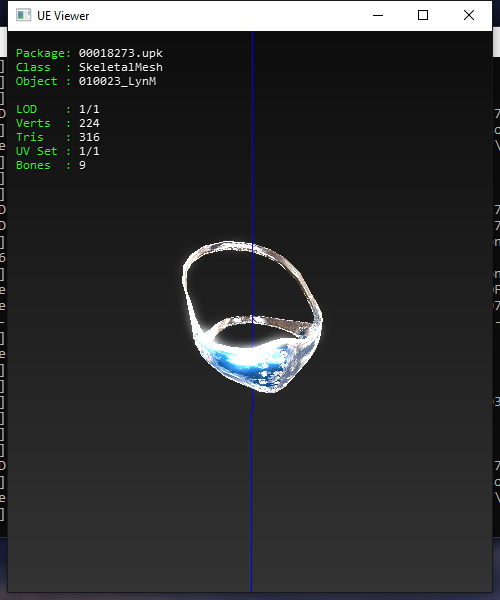 UE Viewer
Package: 00018273.upk
Class : SkeletalMesh
Object : 010023_LynM
LOD : 1/1
Verts : 224
Tris : 316
UV Set : 1/1
Bones : 9